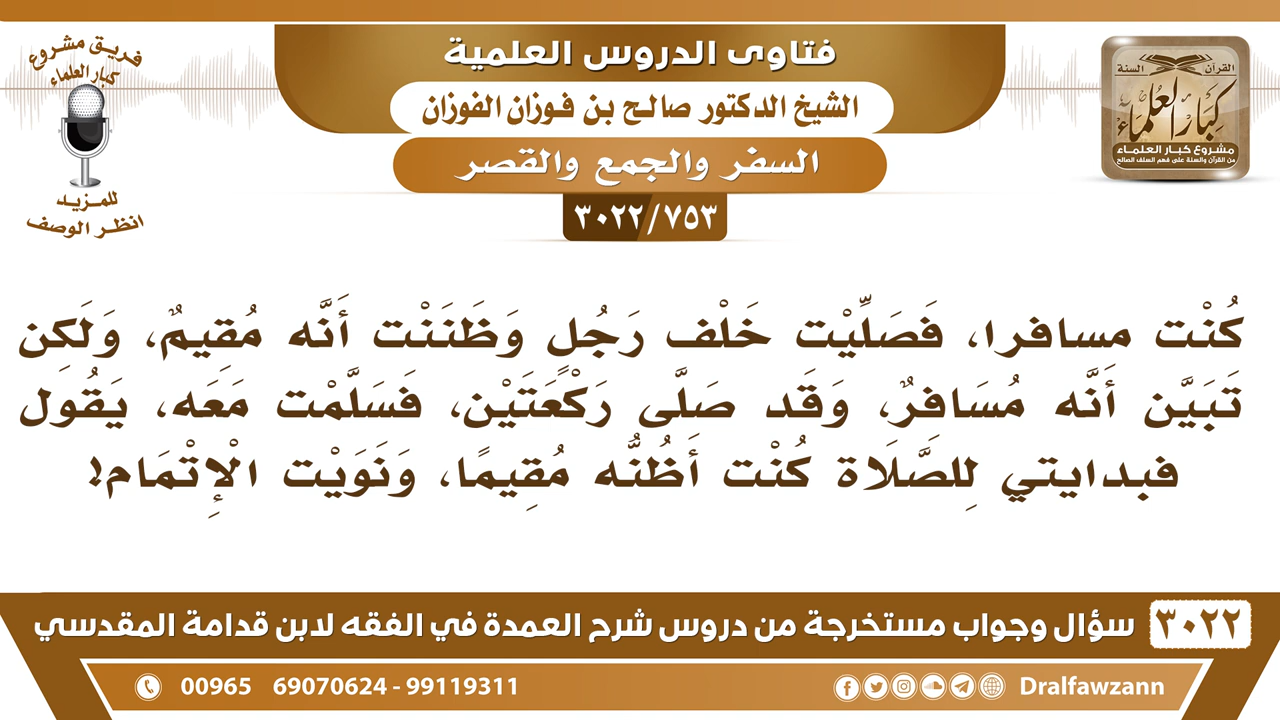 فتاوى الدروس العلمية
الشيخ الدكتور صالح بن فوزان الفوزان
السفر والجمع والقصر
٣٠٢٢/٧٥٣
فريق مشروع
كبار العلماء
للمزيد
انظر الوصف
القرآن السنة
كبار العلماء
مشروع كبار العلماء
من القرآن والسنة على فهم السلف الصالح
كُنْت مسافرا، فَصَلِّيْت خَلْف رَجُلٍ وَظَنَنْت أَنَّه مُقِيمٌ، وَلَكِن
تَبَيَّن أَنَّه مُسَافرٌ، وَقَد صَلَّى رَكْعَتَيْن، فَسَلَّمْت مَعَه، يَقُول
فبدايتي لِلصَّلَاة كُنْت أَظُنُّه مُقِيمًا، وَنَوَيْت الْإِتْمَام!
٣٠٢٢ سؤال وجواب مستخرجة من دروس شرح العمدة في الفقه لابن قدامة المقدسي
00965 69070624 - 99119311
Dralfawzann